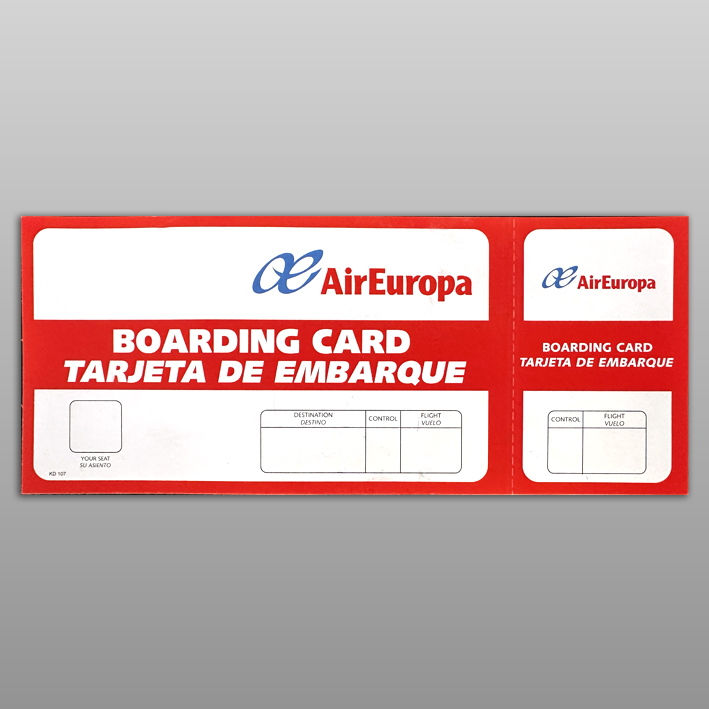 AirEuropa
BOARDING CARD
TARJETA DE EMBARQUE
YOUR SEAT
SU ASIENTO
KD 107
DESTINATION
DESTINO
CONTROL
FLIGHT
VUELO
AirEuropa
BOARDING CARD
TARJETA DE EMBARQUE
CONTROL
FLIGHT
VUELO